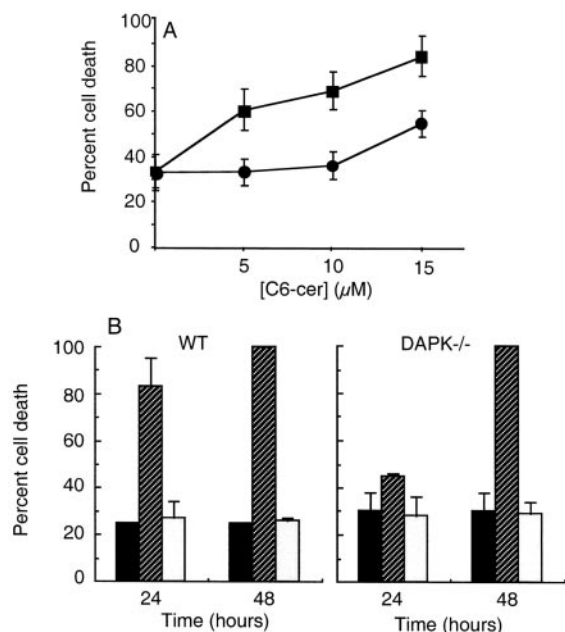 A
Percent cell death
100
80
60
40
20
0
5
10
15
[C6-cer] (µM)
B
WT
DAPK-/-
Percent cell death
100
80
60
40
20
0
24
48
24
48
Time (hours)
Time (hours)